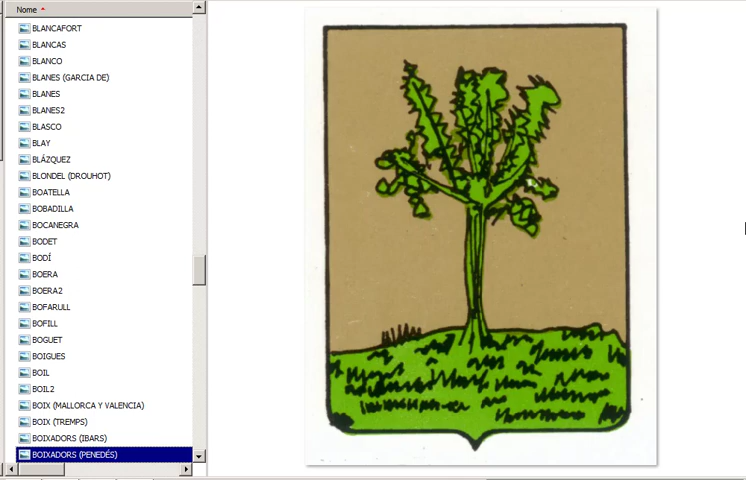 Nome
BLANCAFORT
BLANCAS
BLANCO
BLANES (GARCIA DE)
BLANES
BLANES2
BLASCO
BLAY
BLÁZQUEZ
BLONDEL (DROUHOT)
BOATELLA
BOBADILLA
BOCANEGRA
BODET
BODÍ
BOERA
BOERA2
BOFARULL
BOFILL
BOGUET
BOIGUES
BOIL
BOIL2
BOIX (MALLORCA Y VALENCIA)
BOIX (TREMPS)
BOIXADORS (IBARS)
BOIXADORS (PENEDÉS)